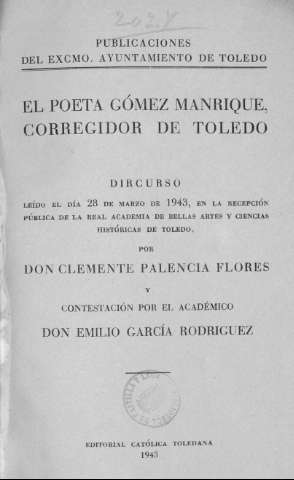 PUBLICACIONES
DEL EXCMO. AYUNTAMIENTO DE TOLEDO
EL POETA GÓMEZ MANRIQUE,
CORREGIDOR DE TOLEDO
DIRCURSO
LEÍDO EL DÍA 28 DE MARZO DE 1943, EN LA RECEPCIÓN
PÚBLICA DE LA REAL ACADEMIA DE BELLAS ARTES Y CIENCIAS
HISTÓRICAS DE TOLEDO,
POR
DON CLEMENTE PALENCIA FLORES
Y
CONTESTACIÓN POR EL ACADÉMICO
DON EMILIO GARCÍA RODRIGUEZ
EDITORIAL CATÓLICA TOLEDANA
1943